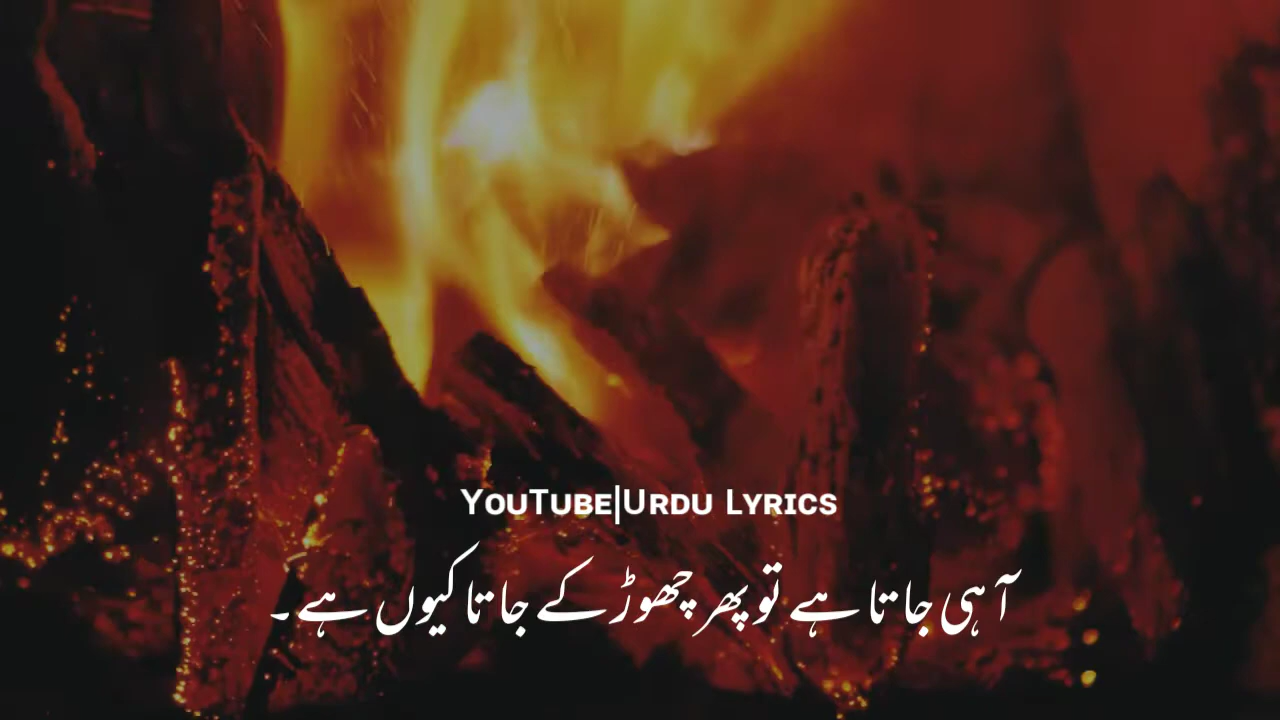 YouTube|Urdu Lyrics
آ ہی جاتا ہے تو پھر چھوڑ کے جاتا کیوں ہے۔